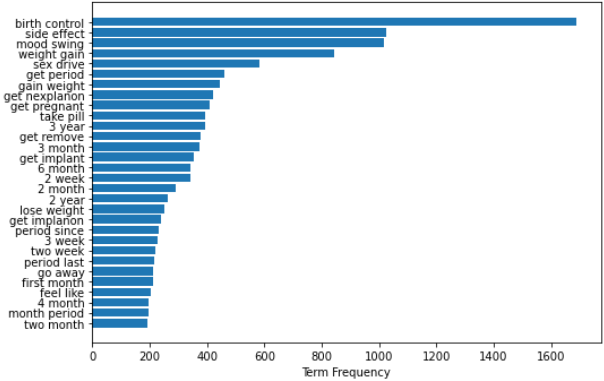 birth control
side effect
mood swing
weight gain
sex drive
get period
gain weight
get nexplanon
get pregnant
take pill
3 year
get remove
3 month
get implant
6 month
2 week
2 month
2 year
lose weight
get implanon
period since
3 week
two week
period last
go away
first month
feel like
4 month
month period
two month
0 200 400 600 800 1000 1200 1400 1600
Term Frequency